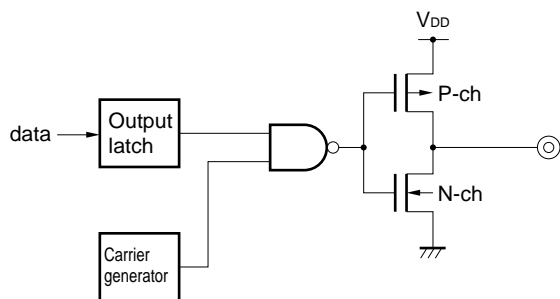 VDD
P-ch
data
Output
latch
N-ch
Carrier
generator